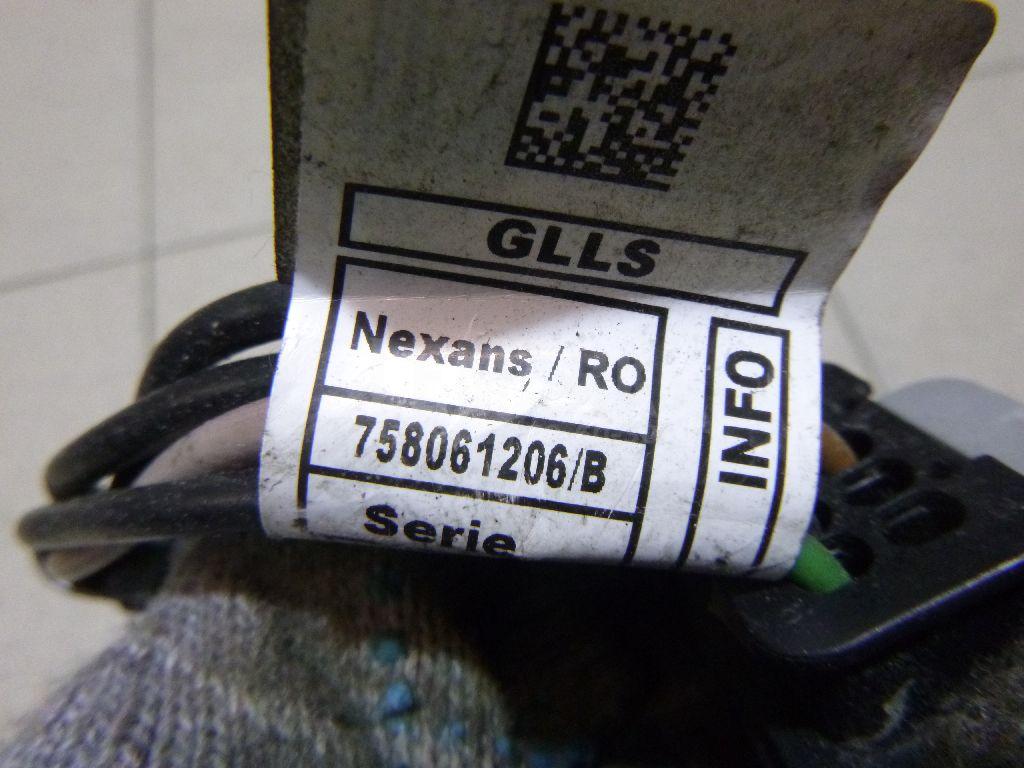 GLLS
Nexans / RO
758061206/B
Serie
INFO